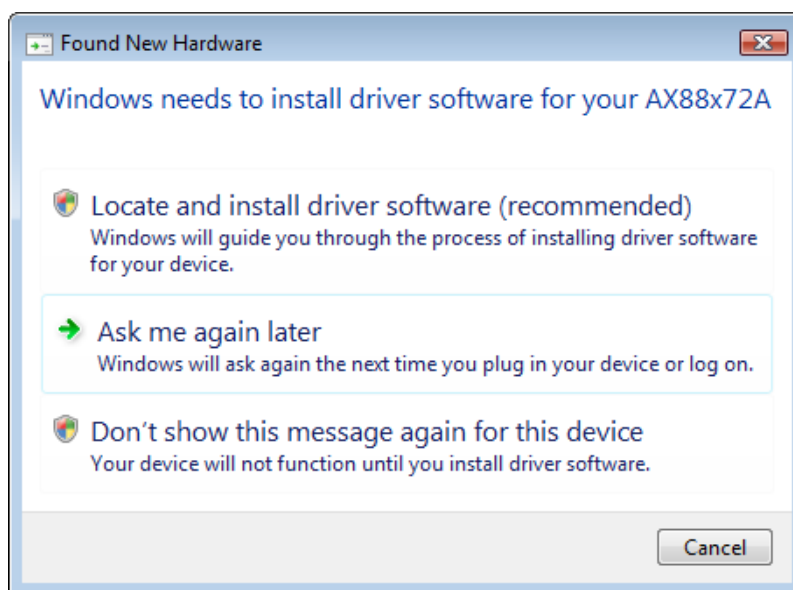 Found New Hardware
Windows needs to install driver software for your AX88x72A
Locate and install driver software (recommended)
Windows will guide you through the process of installing driver software
for your device.
Ask me again later
Windows will ask again the next time you plug in your device or log on.
Don't show this message again for this device
Your device will not function until you install driver software.
Cancel